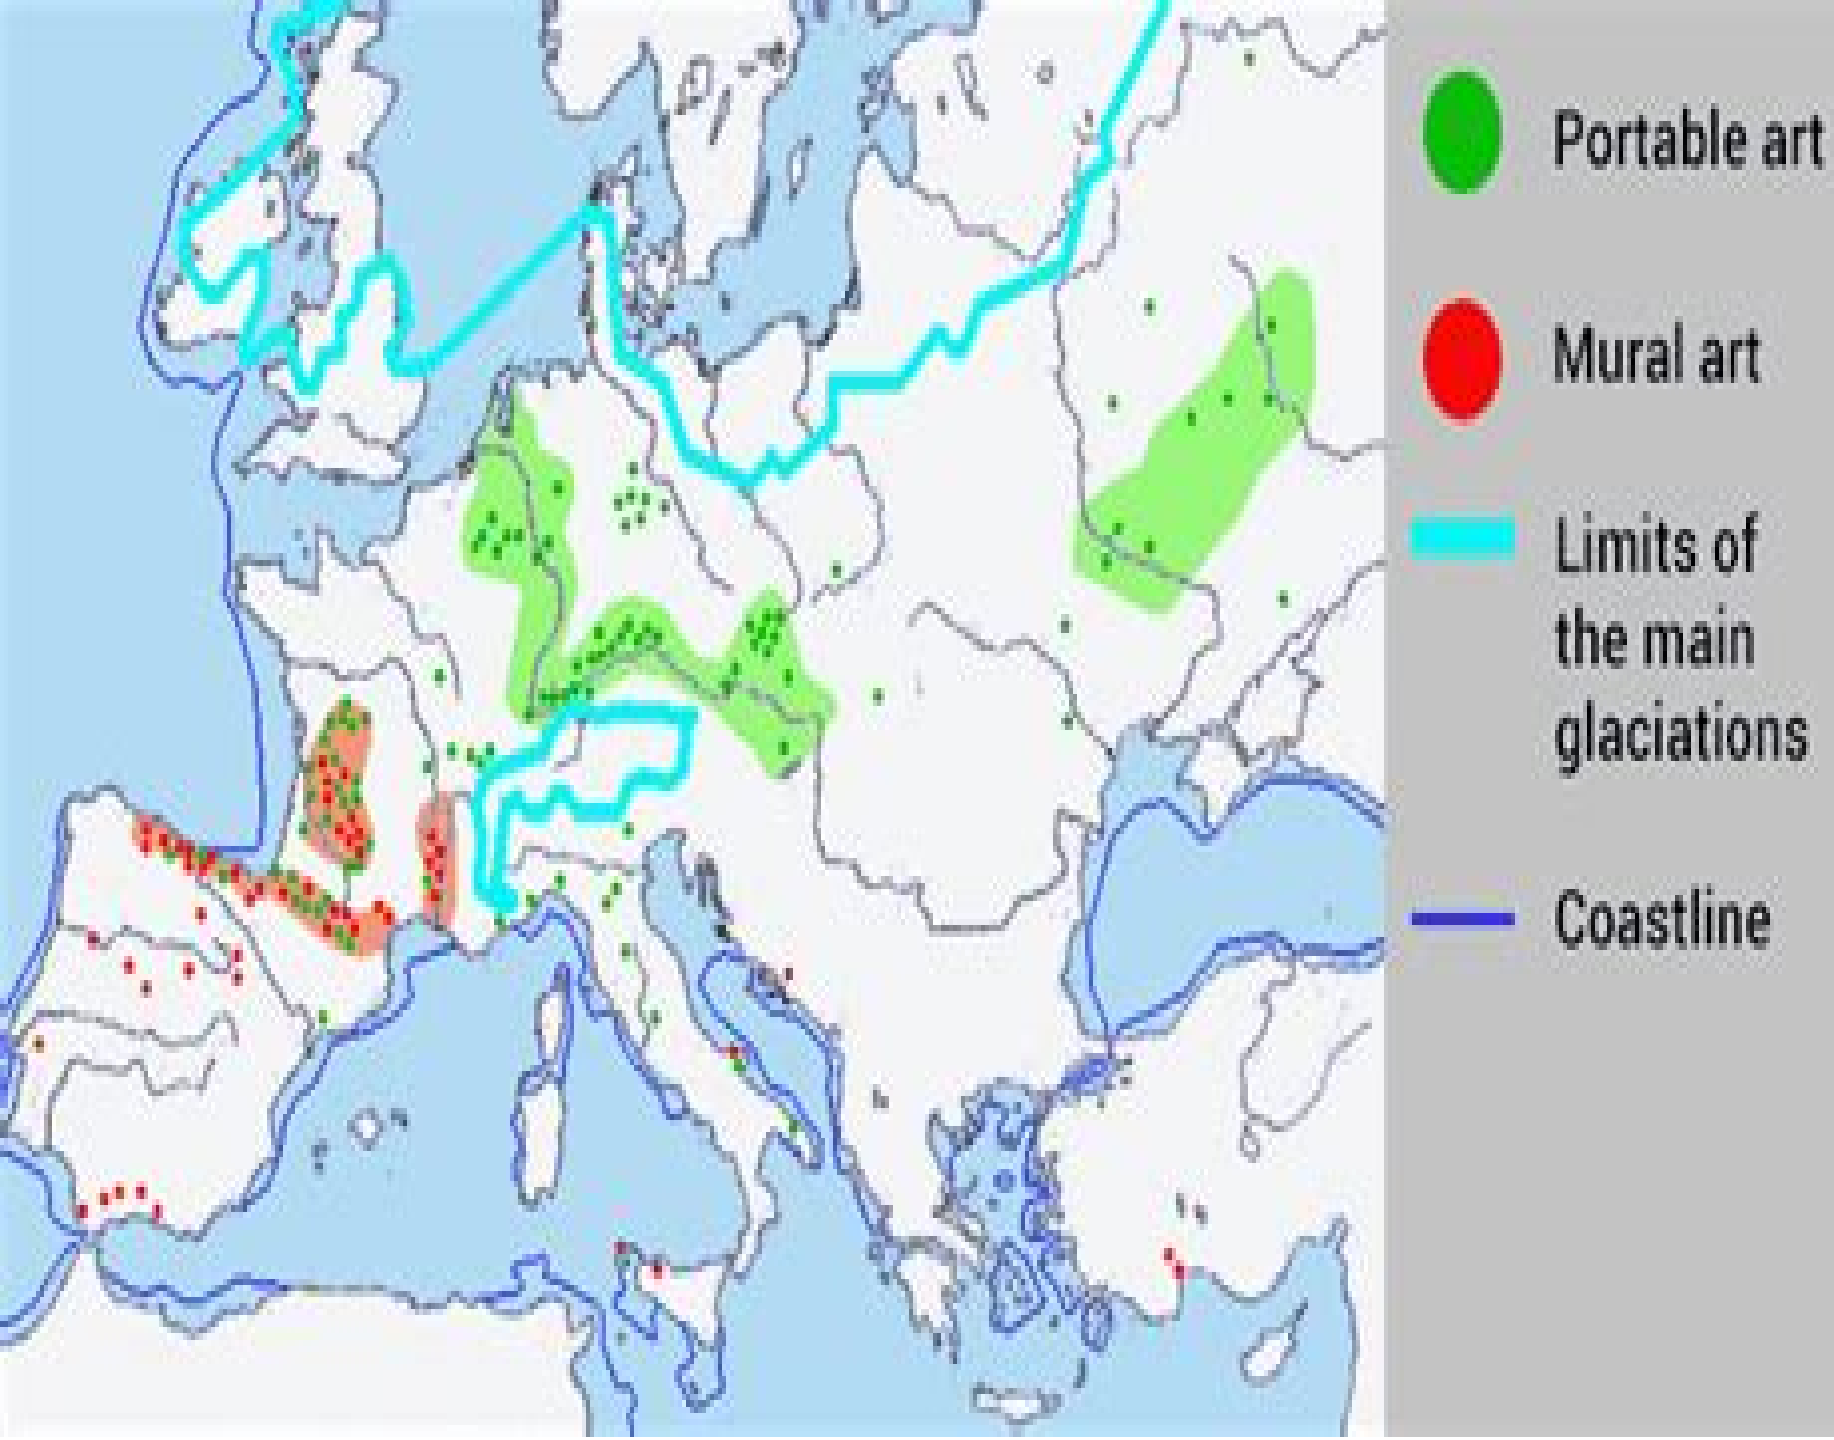 Portable art
Mural art
Limits of
the main
glaciations
Coastline